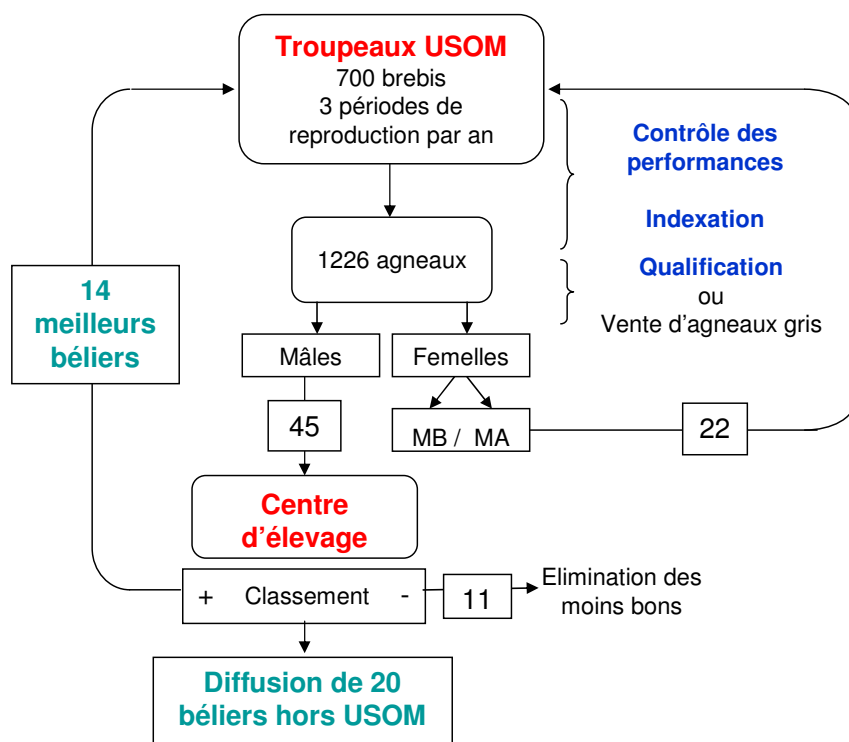 Troupeaux USOM
700 brebis
3 périodes de
reproduction par an
Contrôle des
performances
Indexation
1226 agneaux
Qualification
ou
Vente d'agneaux gris
14
meilleurs
béliers
Mâles
Femelles
45
MB / MA
22
Centre
d'élevage
+ Classement -
11
Elimination des
moins bons
Diffusion de 20
béliers hors USOM